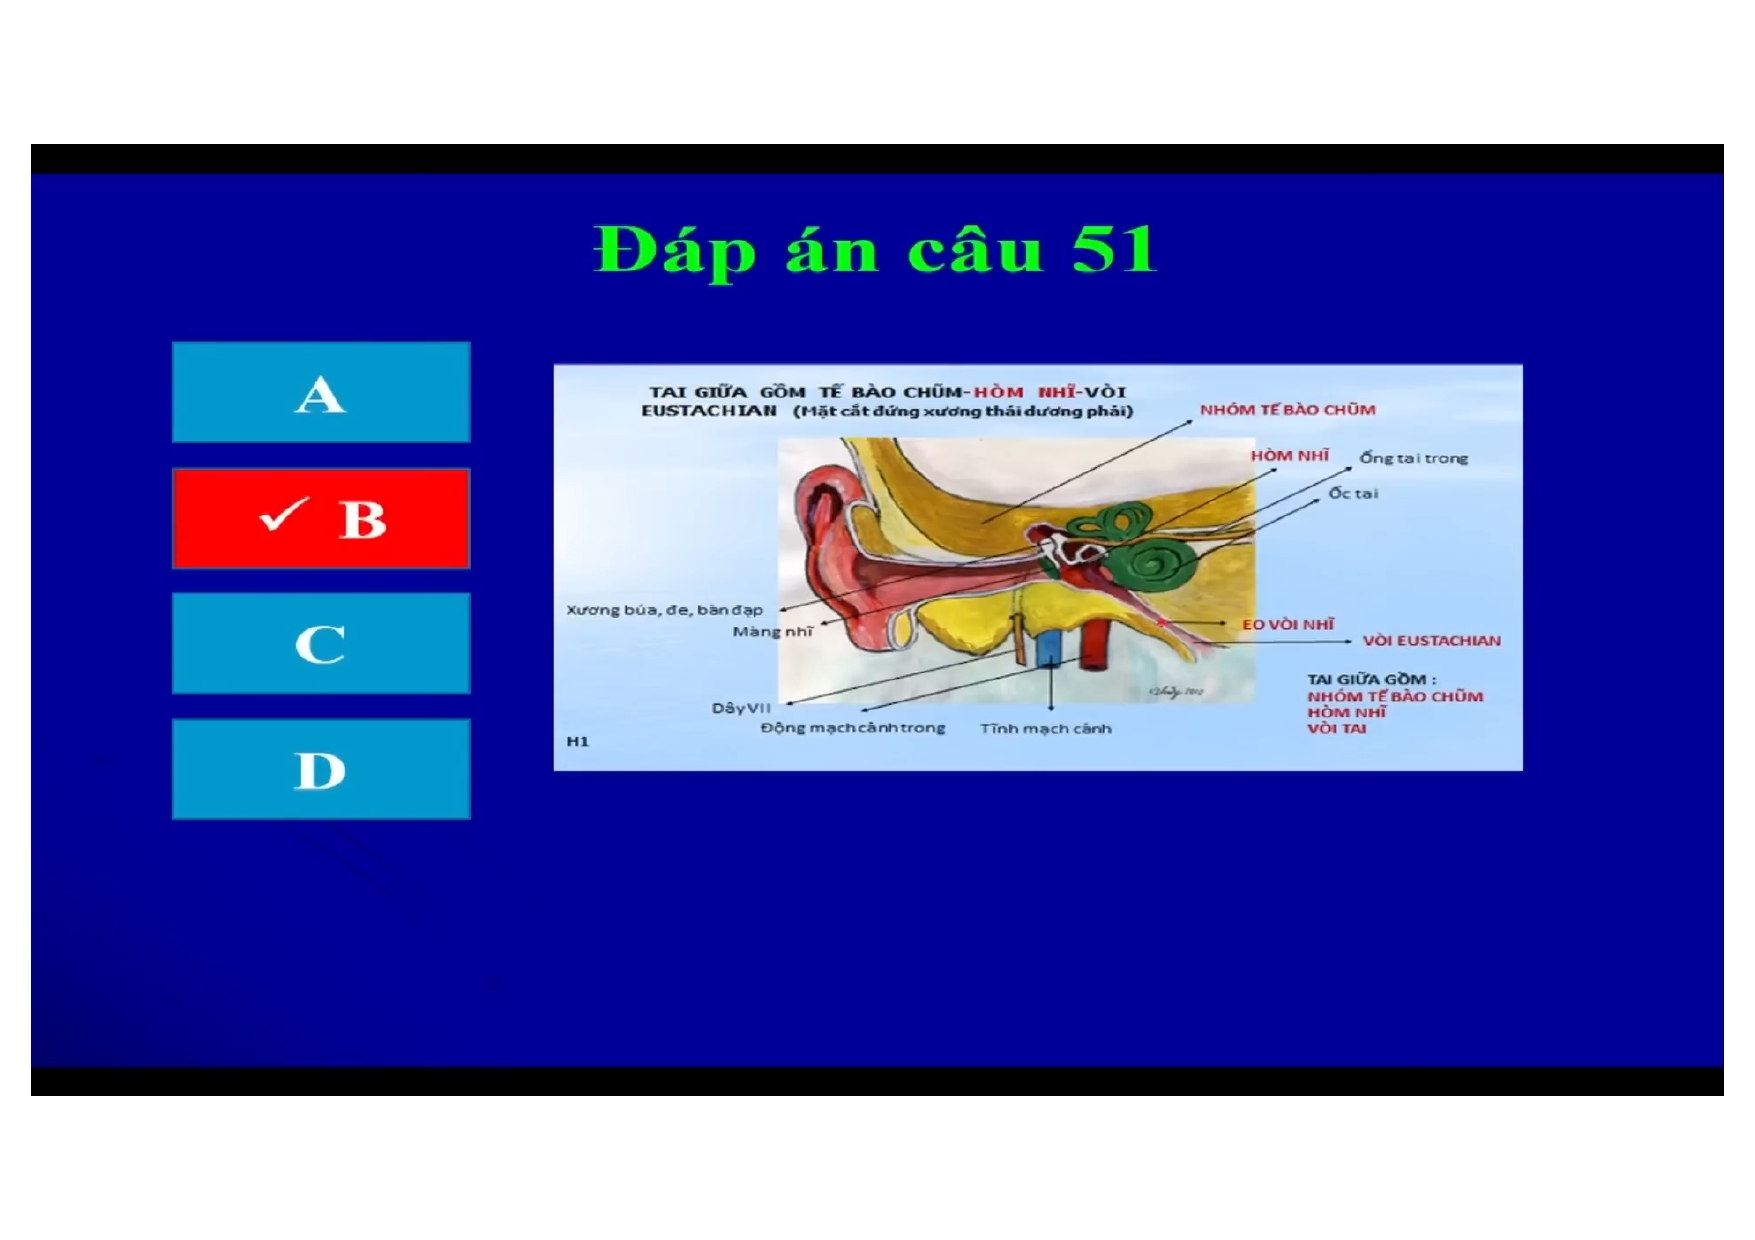 Đáp án câu 51
A
✓ B
C
D
TAI GIỮA GỒM TẾ BÀO CHŨM-HÒM NHĨ-VÒI
EUSTACHIAN (Mặt cắt đứng xương thái dương phải)
NHÓM TẾ BÀO CHŨM
HÒM NHĨ
Ống tai trong
Ốc tai
Xương búa, đe, bàn đạp
Màng nhĩ
EO VÒI NHĨ
VÒI EUSTACHIAN
TAI GIỮA GỒM :
NHÓM TẾ BÀO CHŨM
HÒM NHĨ
VÒI TAI
Dây VII
Động mạch cảnh trong
Tĩnh mạch cảnh
H1